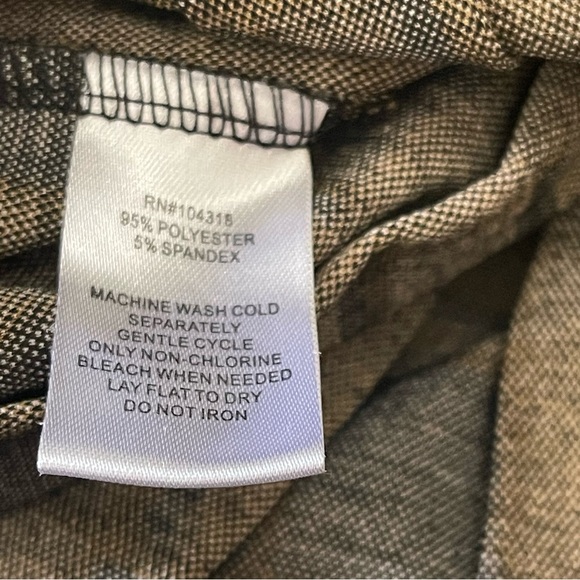 RN#104318
95% POLYESTER
5% SPANDEX
MACHINE WASH COLD
SEPARATELY
GENTLE CYCLE
ONLY NON-CHLORINE
BLEACH WHEN NEEDED
LAY FLAT TO DRY
DO NOT IRON